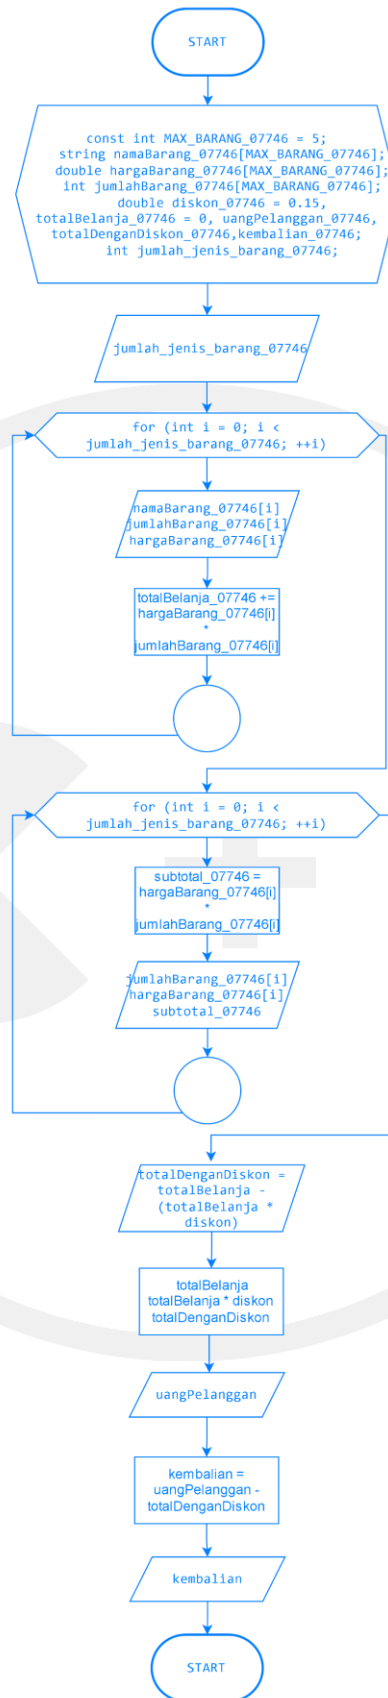 START
const int MAX_BARANG_07746 = 5;
string namaBarang_07746[MAX_BARANG_07746];
double hargaBarang_07746[MAX_BARANG_07746];
int jumlahBarang_07746[MAX_BARANG_07746];
double diskon_07746 = 0.15,
totalBelanja_07746 = 0, uangPelanggan_07746,
totalDenganDiskon_07746,kembalian_07746;
int jumlah_jenis_barang_07746;
jumlah_jenis_barang_07746
for (int i = 0; i <
jumlah_jenis_barang_07746; ++i)
namaBarang_07746[i]
jumlahBarang_07746[i]
hargaBarang_07746[i]
totalBelanja_07746 +=
hargaBarang_07746[i]
*
jumlahBarang_07746[i]
for (int i = 0; i <
jumlah_jenis_barang_07746; ++i)
subtotal_07746 =
hargaBarang_07746[i]
*
jumlahBarang_07746[i]
jumlahBarang_07746[i]
hargaBarang_07746[i]
subtotal_07746
totalDenganDiskon =
totalBelanja -
(totalBelanja *
diskon)
totalBelanja
totalBelanja * diskon
totalDenganDiskon
uangPelanggan
kembalian =
uangPelanggan -
totalDenganDiskon
kembalian
START